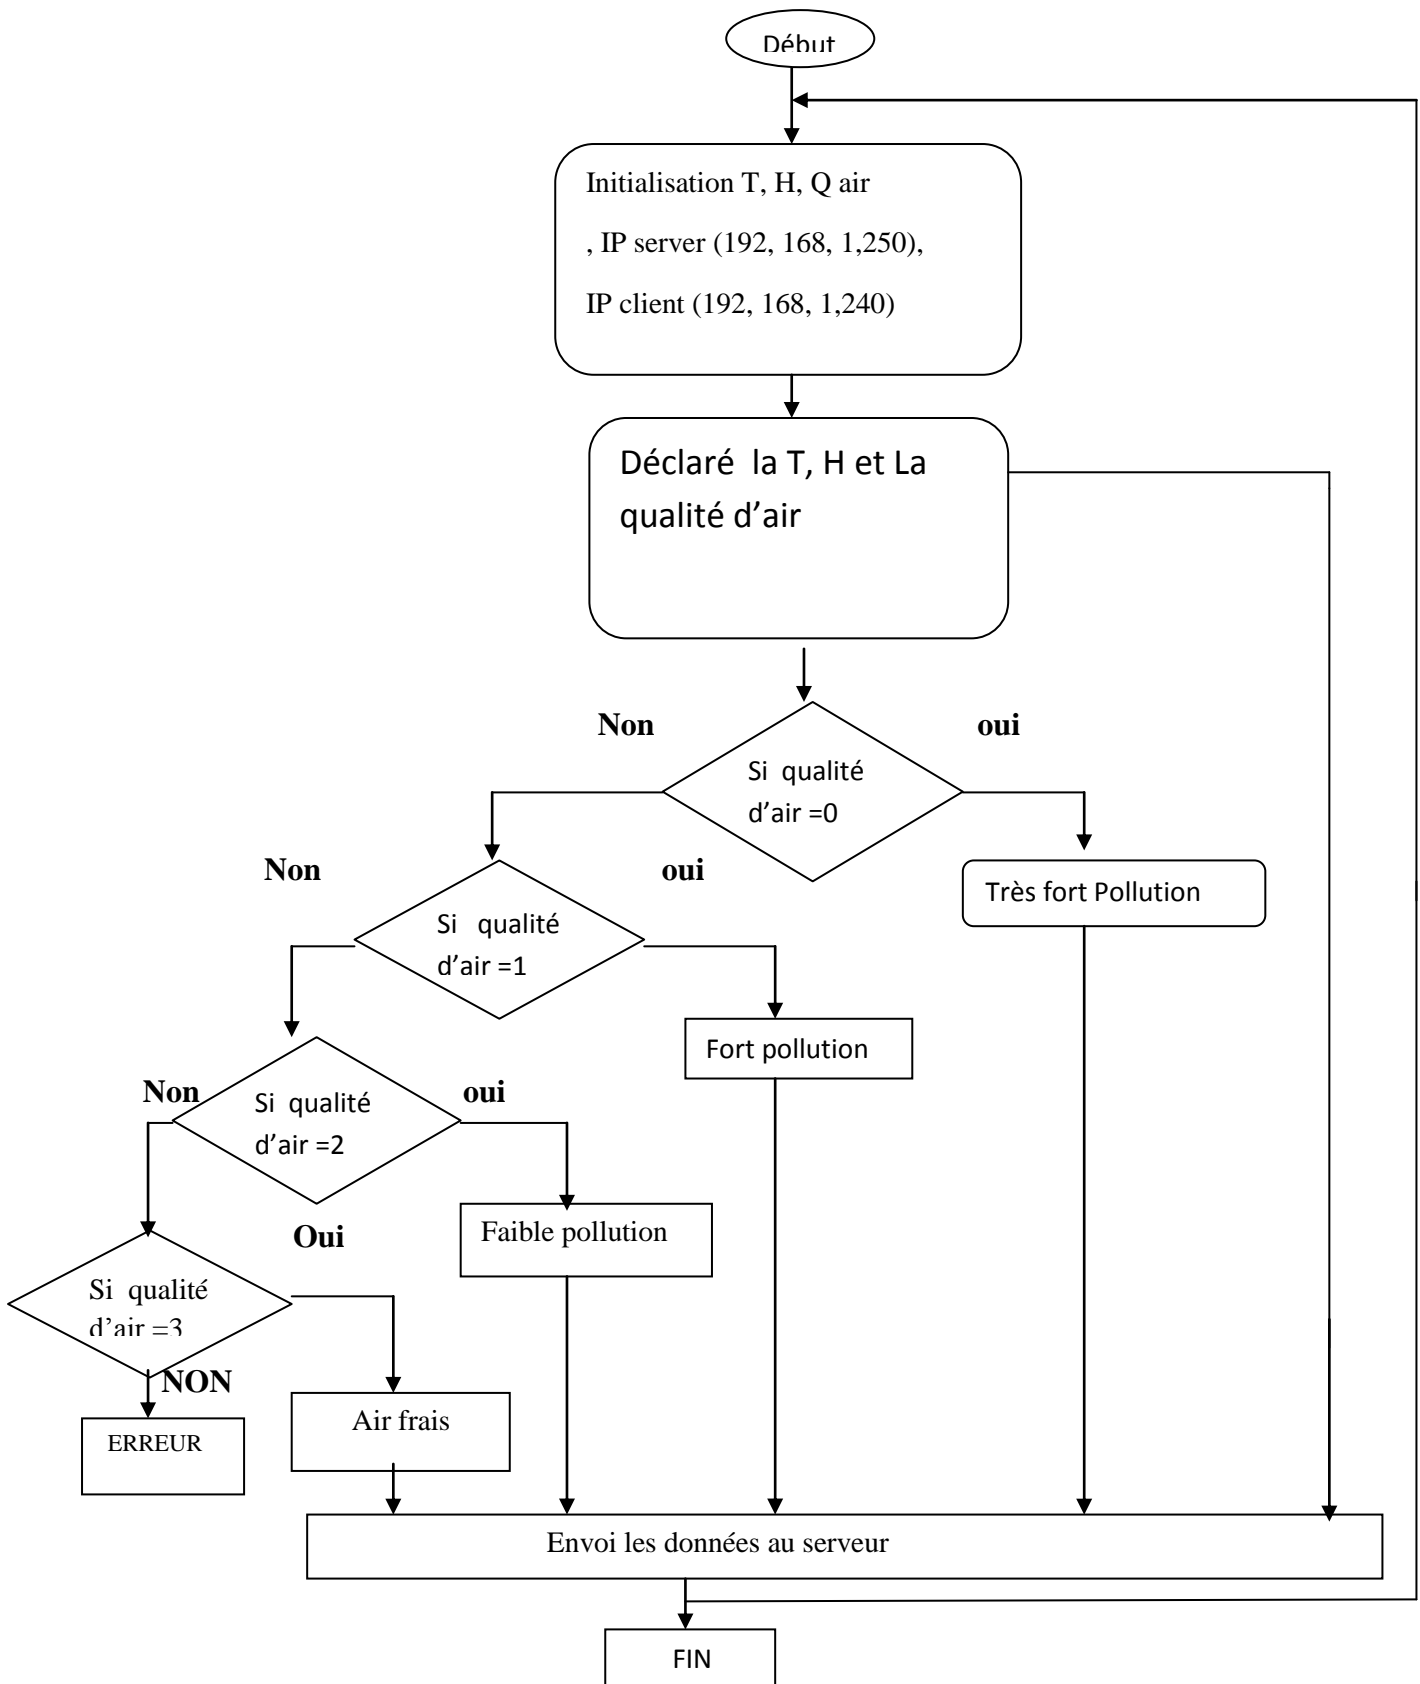 Début
Initialisation T, H, Q air
, IP server (192, 168, 1,250),
IP client (192, 168, 1,240)
Déclaré la T, H et La
qualité d’air
Non
oui
Si qualité
d’air =0
Non
oui
Très fort Pollution
Si qualité
d’air =1
Fort pollution
Non
oui
Si qualité
d’air =2
Faible pollution
Oui
Si qualité
d’air =3
NON
Air frais
ERREUR
Envoi les données au serveur
FIN